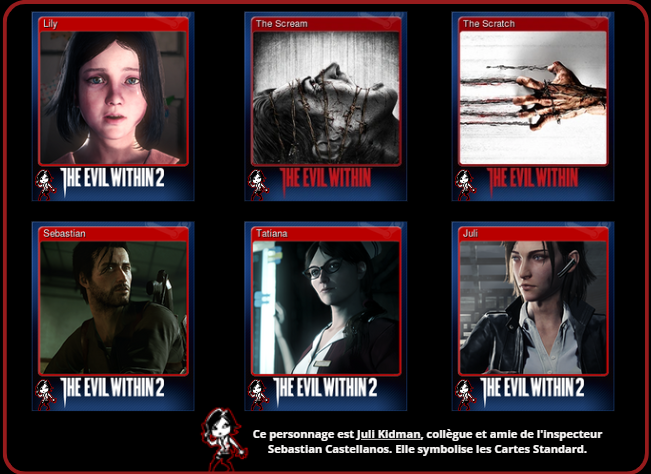 Lily
The Scream
The Scratch
THE EVIL WITHIN 2
THE EVIL WITHIN
THE EVIL WITHIN
Sebastian
Tatiana
Juli
THE EVIL WITHIN 2
THE EVIL WITHIN 2
THE EVIL WITHIN 2
Ce personnage est Juli Kidman, collègue et amie de l'inspecteur
Sebastian Castellanos. Elle symbolise les Cartes Standard.